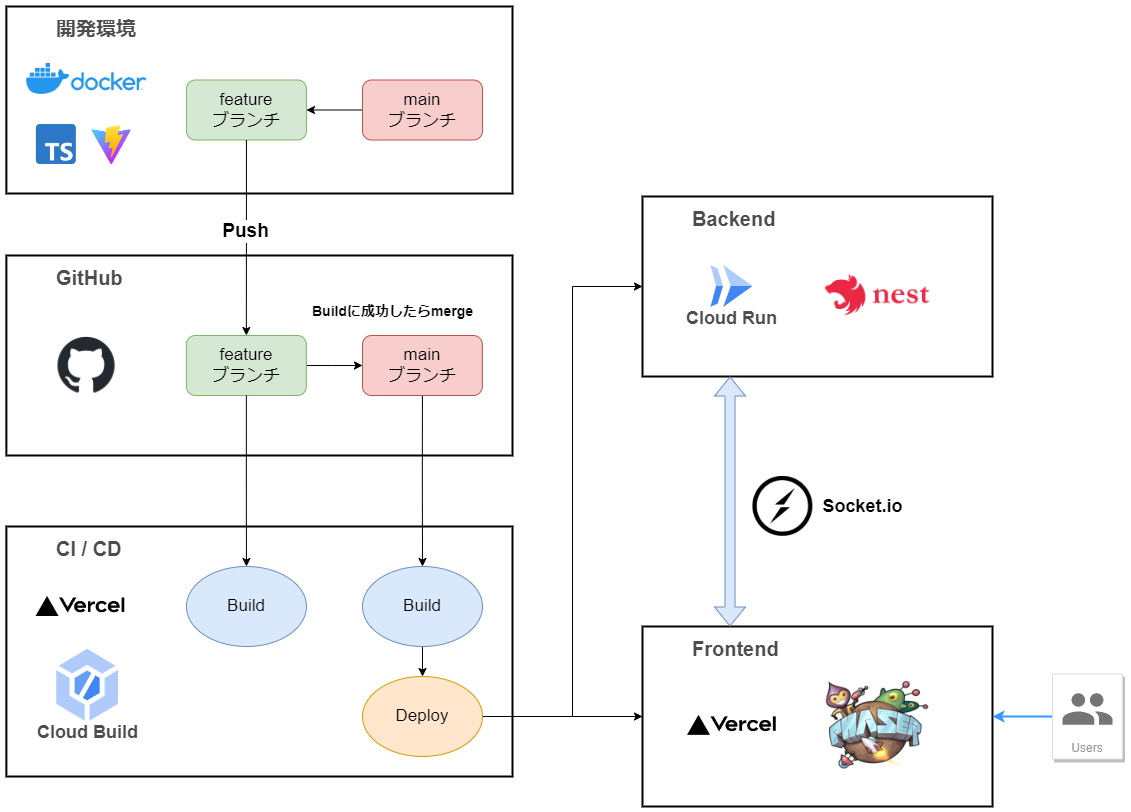 開発環境
docker
TS
feature
ブランチ
main
ブランチ
Push
GitHub
Buildに成功したらmerge
feature
ブランチ
main
ブランチ
CI / CD
Vercel
Cloud Build
Build
Build
Deploy
Backend
Cloud Run
nest
Socket.io
Frontend
Vercel
PHASER
Users